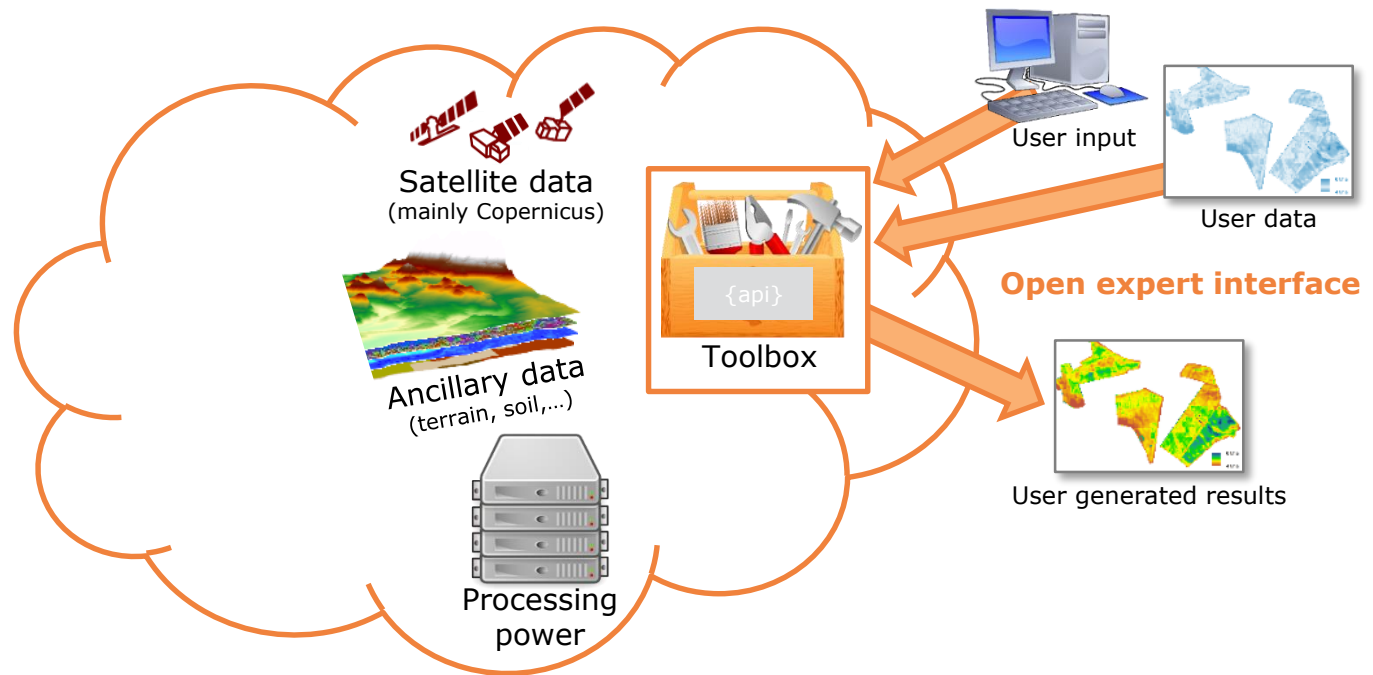 Satellite data
(mainly Copernicus)
Ancillary data
(terrain, soil,...)
Processing
power
{api}
Toolbox
User input
User data
Open expert interface
User generated results